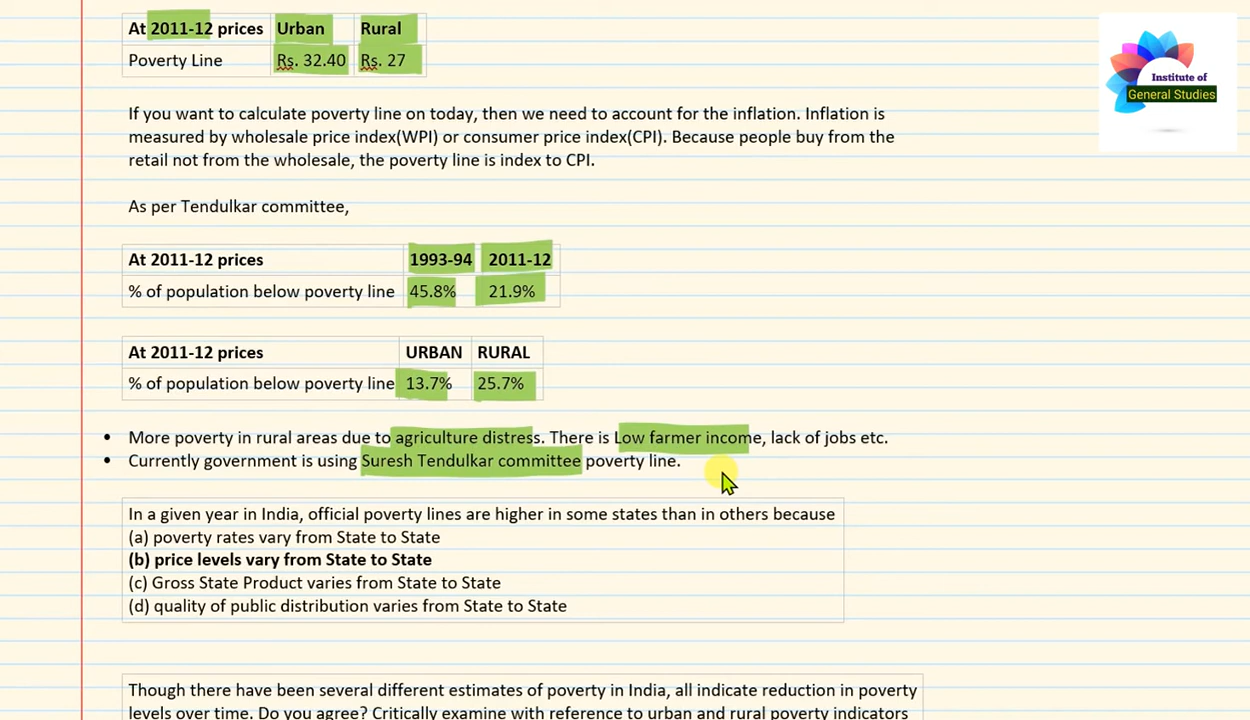 At 2011-12 prices Urban Rural
Poverty Line Rs. 32.40 Rs. 27
Institute of
General Studies
If you want to calculate poverty line on today, then we need to account for the inflation. Inflation is
measured by wholesale price index(WPI) or consumer price index(CPI). Because people buy from the
retail not from the wholesale, the poverty line is index to CPI.
As per Tendulkar committee,
At 2011-12 prices 1993-94 2011-12
% of population below poverty line 45.8% 21.9%
At 2011-12 prices URBAN RURAL
% of population below poverty line 13.7% 25.7%
• More poverty in rural areas due to agriculture distress. There is Low farmer income, lack of jobs etc.
• Currently government is using Suresh Tendulkar committee poverty line.
In a given year in India, official poverty lines are higher in some states than in others because
(a) poverty rates vary from State to State
(b) price levels vary from State to State
(c) Gross State Product varies from State to State
(d) quality of public distribution varies from State to State
Though there have been several different estimates of poverty in India, all indicate reduction in poverty
levels over time. Do you agree? Critically examine with reference to urban and rural poverty indicators